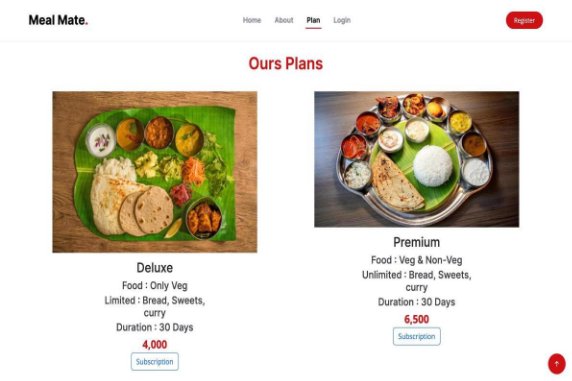 Meal Mate.
Home About Plan Login
Register
Ours Plans
Deluxe
Food : Only Veg
Limited : Bread, Sweets,
curry
Duration : 30 Days
4,000
Subscription
Premium
Food : Veg & Non-Veg
Unlimited : Bread, Sweets,
curry
Duration : 30 Days
6,500
Subscription